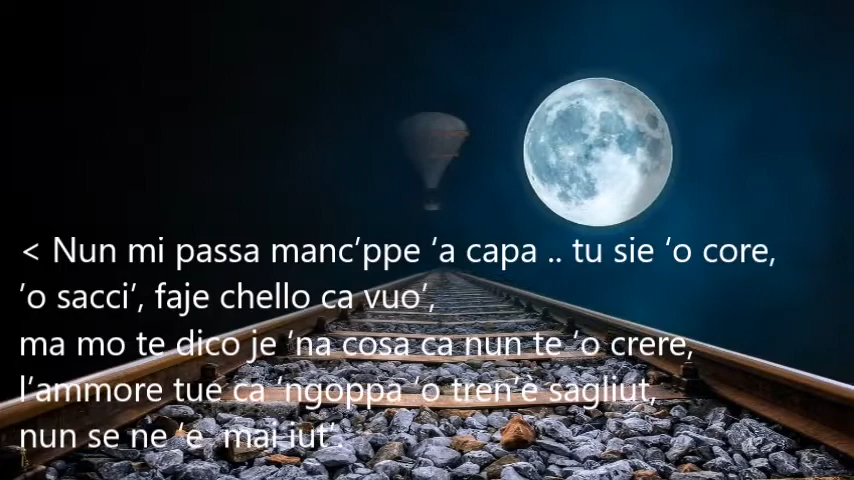 < Nun mi passa manc’ppe ‘a capa .. tu sie ‘o core,
’o sacci’, faje chello ca vuo’,
ma mo te dico je ’na cosa ca nun te ‘o crere,
l’ammore tue ca ‘ngoppa ‘o tren’è sagliut,
nun se ne ‘e mai iut’.